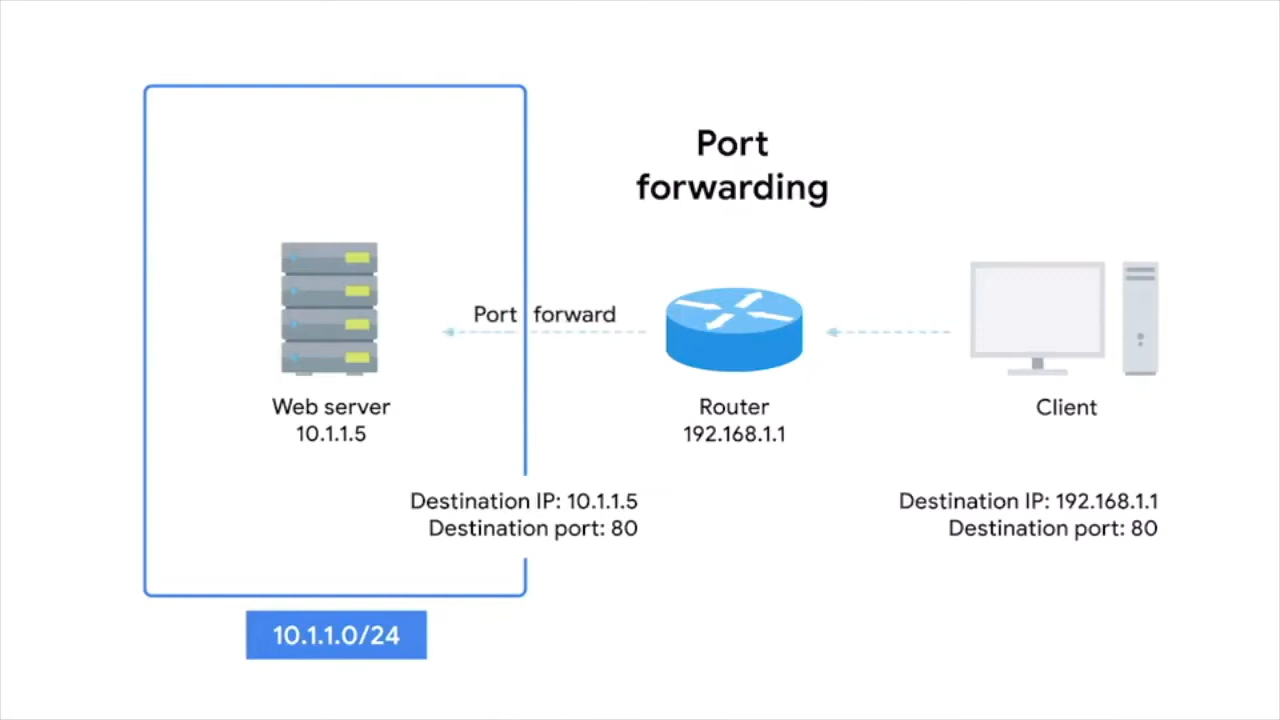 Port
forwarding
Port forward
Web server
10.1.1.5
Router
192.168.1.1
Client
Destination IP: 10.1.1.5
Destination port: 80
Destination IP: 192.168.1.1
Destination port: 80
10.1.1.0/24